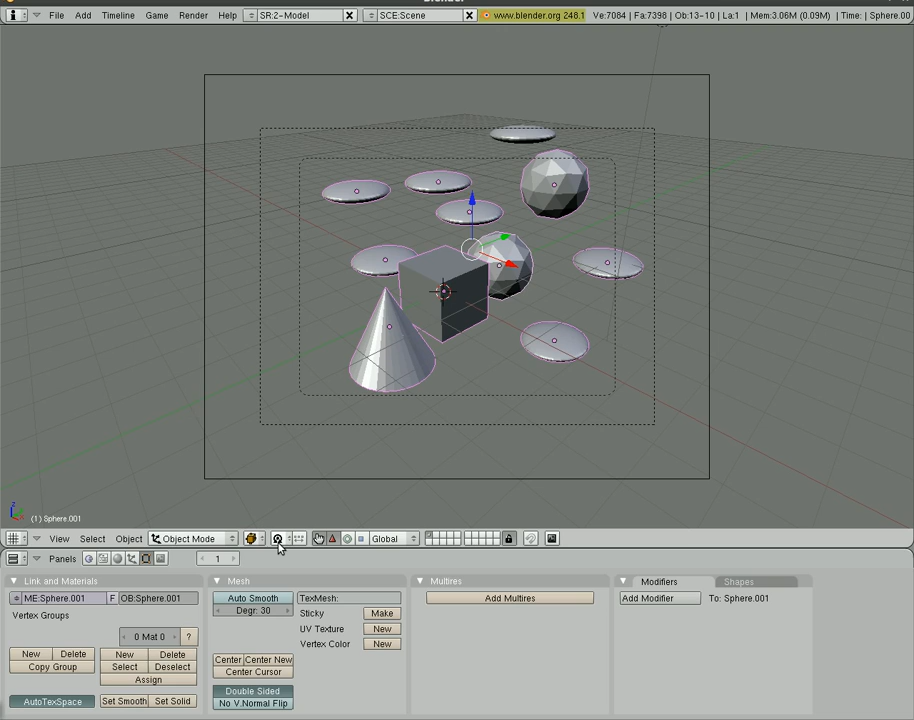 Blender
File Add Timeline Game Render Help SR:2-Model SCE:Scene www.blender.org 248.1 Ve:7084 | Fa:7398 | Ob:13-10 | La:1 | Mem:3.06M (0.09M) | Time: | Sphere.00
(1) Sphere.001
View Select Object Object Mode Global
Panels 1
Link and Materials Mesh Multires Modifiers Shapes
ME:Sphere.001 F OB:Sphere.001 Auto Smooth TexMesh: Add Multires Add Modifier To: Sphere.001
Vertex Groups Degr: 30 Sticky Make
UV Texture New
0 Mat 0 ? Vertex Color New
New Delete New Delete Center Center New
Copy Group Select Deselect Center Cursor
Assign
Double Sided
AutoTexSpace Set Smooth Set Solid No V.Normal Flip